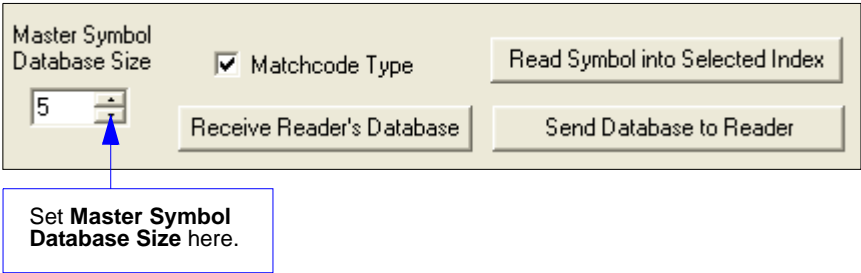 Master Symbol
Database Size
5
Matchcode Type
Read Symbol into Selected Index
Receive Reader's Database
Send Database to Reader
Set Master Symbol
Database Size here.